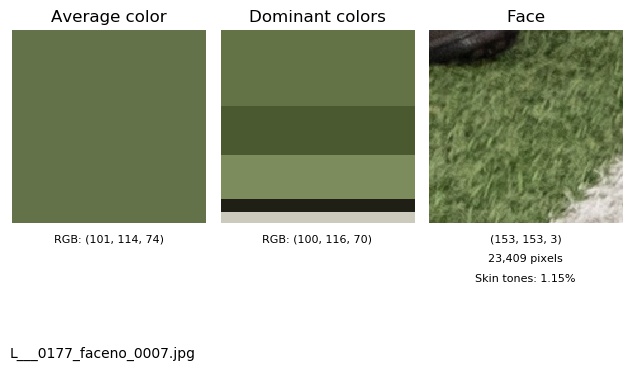 Average color
Dominant colors
Face
RGB: (101, 114, 74)
RGB: (100, 116, 70)
(153, 153, 3)
23,409 pixels
Skin tones: 1.15%
L___0177_faceno_0007.jpg